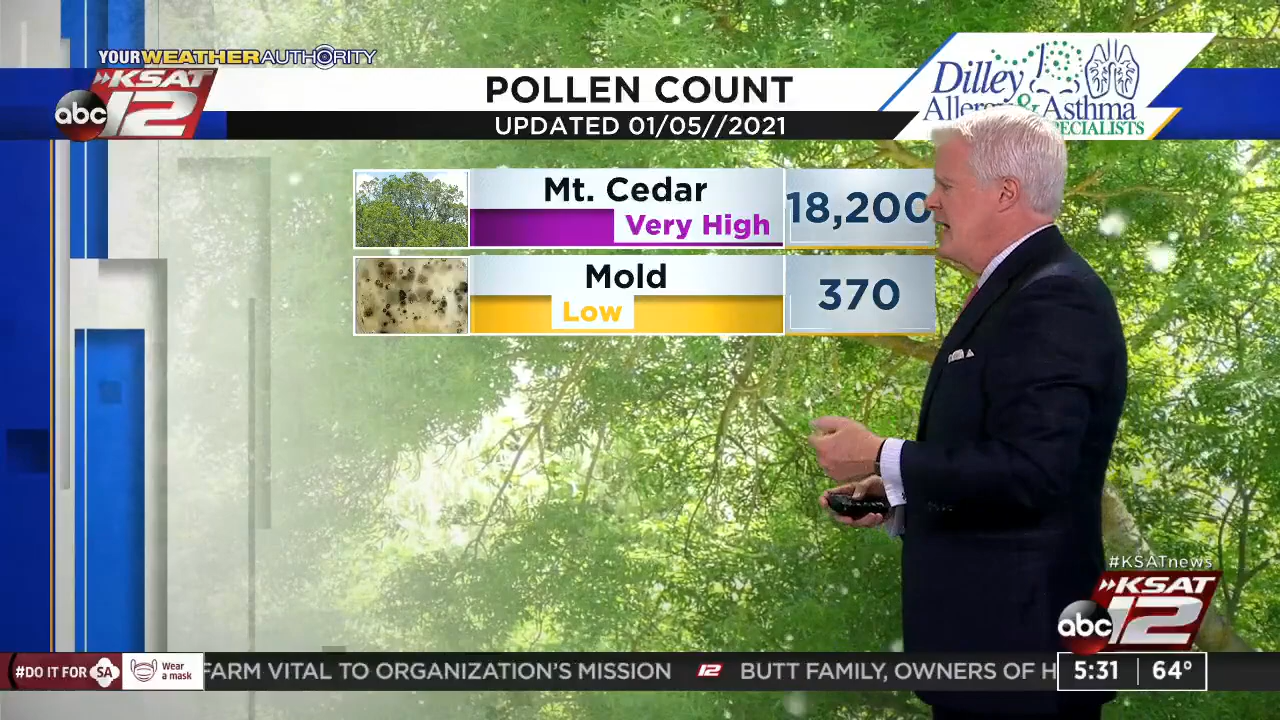 YOUR WEATHER AUTHORITY
KSAT
abc 12
POLLEN COUNT
UPDATED 01/05//2021
Dilley
Allergy & Asthma
SPECIALISTS
Mt. Cedar
Very High
18,200
Mold
Low
370
#KSATnews
KSAT
abc 12
#DO IT FOR SA
Wear
a mask
FARM VITAL TO ORGANIZATION'S MISSION 12 BUTT FAMILY, OWNERS OF H
5:31 64°